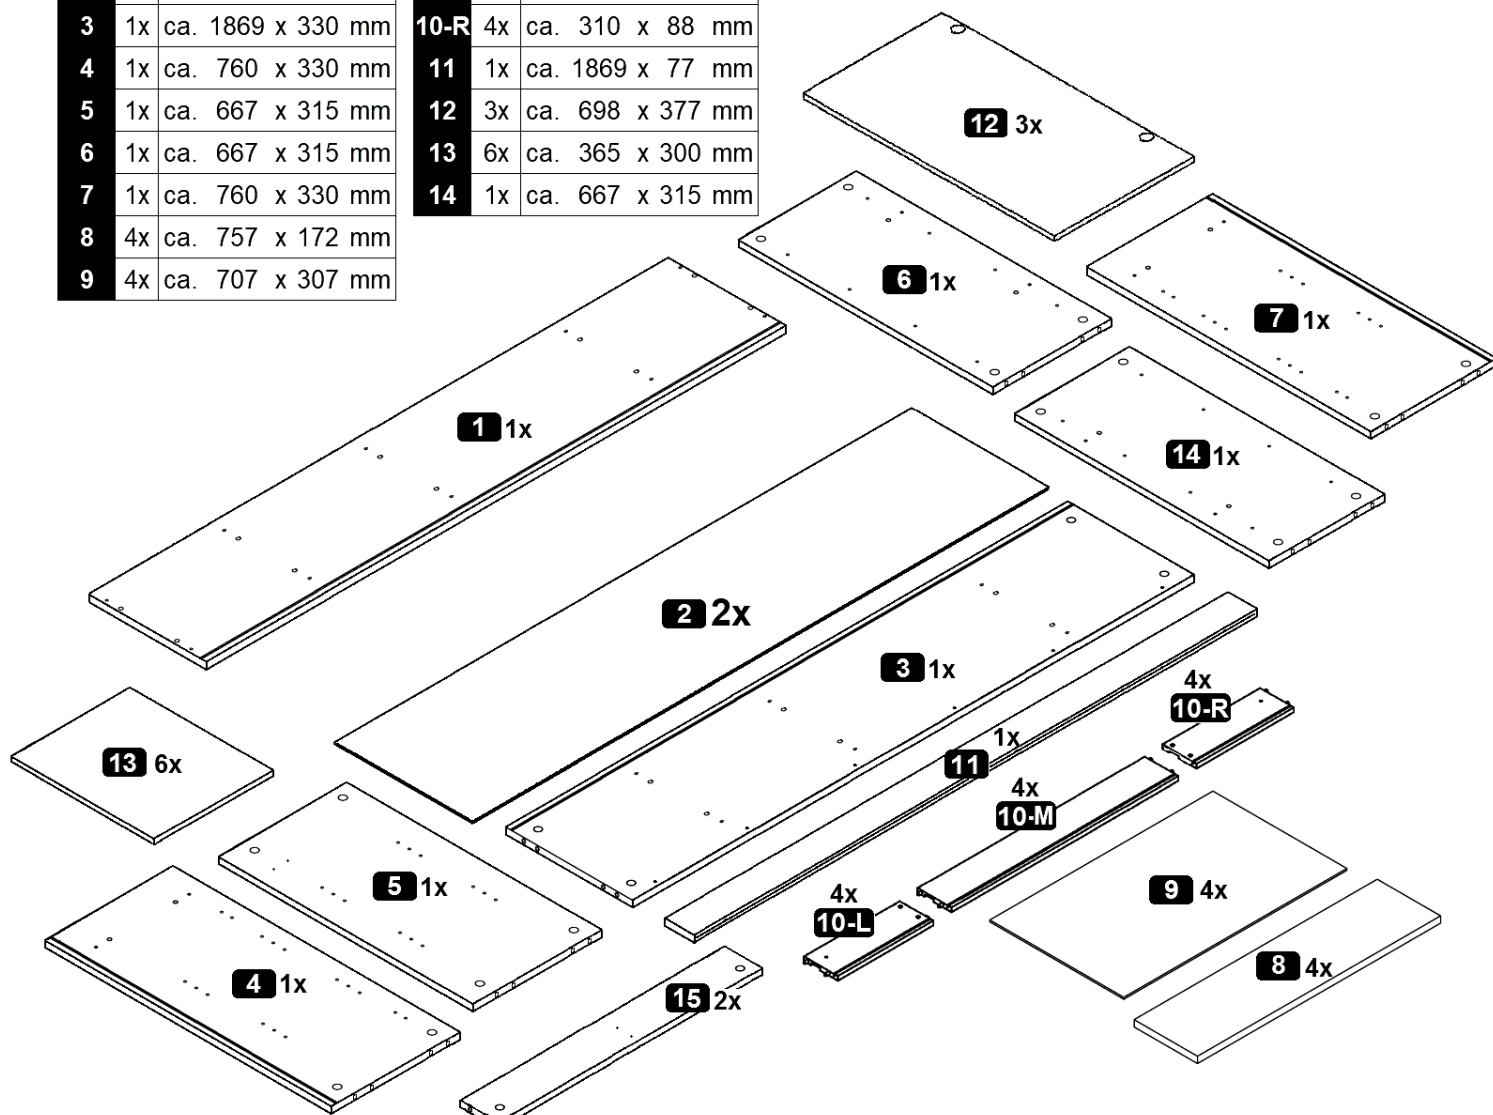 3 1x ca. 1869 x 330 mm
4 1x ca. 760 x 330 mm
5 1x ca. 667 x 315 mm
6 1x ca. 667 x 315 mm
7 1x ca. 760 x 330 mm
8 4x ca. 757 x 172 mm
9 4x ca. 707 x 307 mm
10-R 4x ca. 310 x 88 mm
11 1x ca. 1869 x 77 mm
12 3x ca. 698 x 377 mm
13 6x ca. 365 x 300 mm
14 1x ca. 667 x 315 mm
12 3x
6 1x
7 1x
1 1x
14 1x
2 2x
3 1x
4x
10-R
1x
11
13 6x
4x
10-M
5 1x
9 4x
4x
10-L
4 1x
8 4x
15 2x